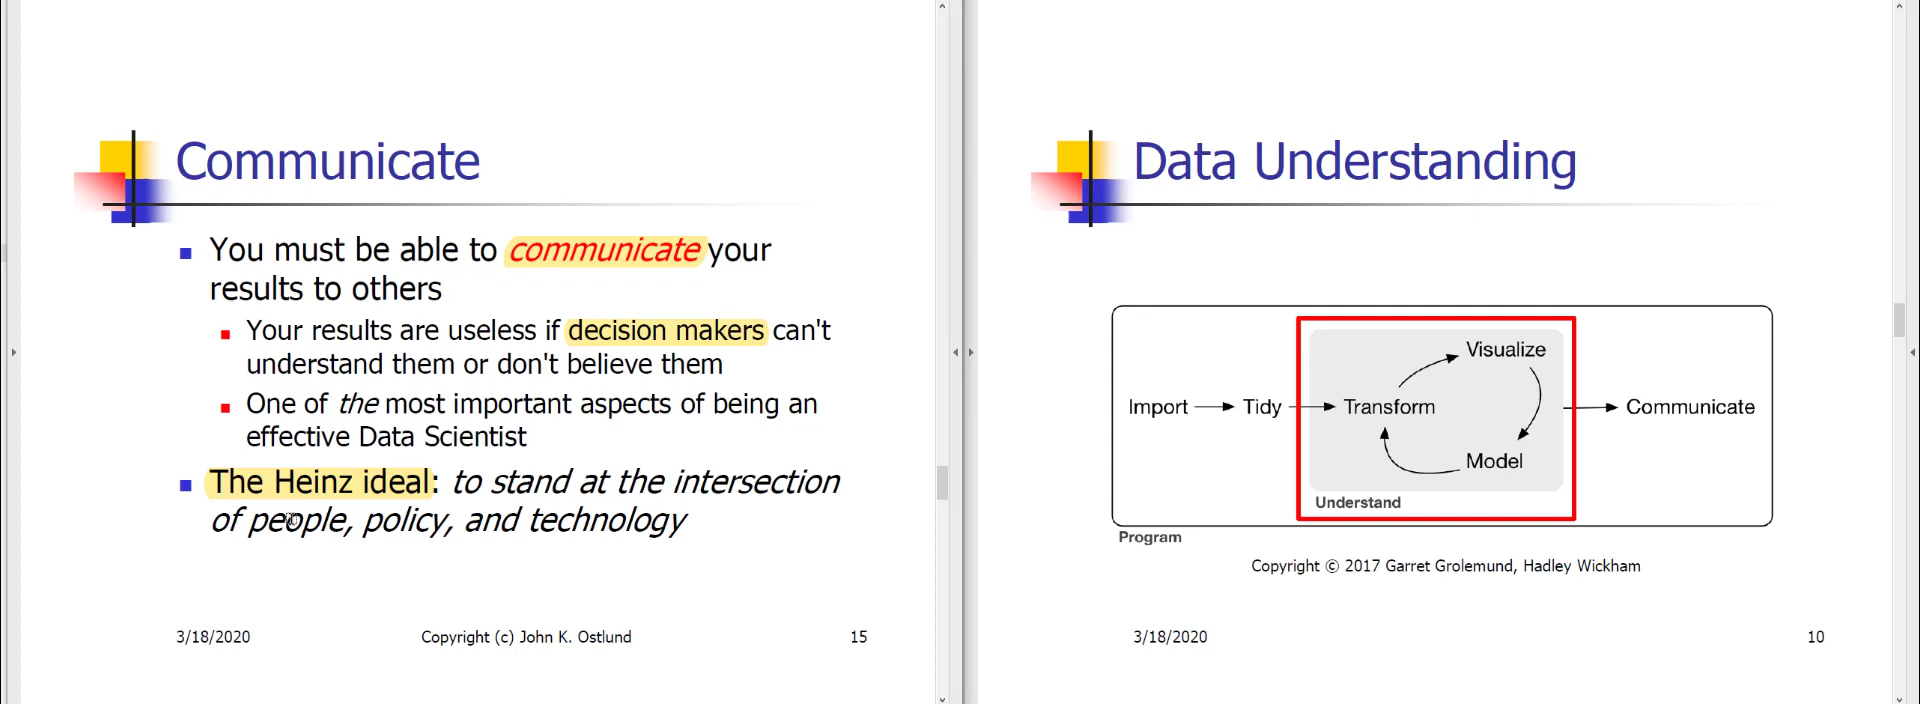 Communicate
You must be able to communicate your
results to others
Your results are useless if decision makers can't
understand them or don't believe them
One of the most important aspects of being an
effective Data Scientist
The Heinz ideal: to stand at the intersection
of people, policy, and technology
3/18/2020
Copyright (c) John K. Ostlund
15
Data Understanding
Import
Tidy
Transform
Visualize
Model
Understand
Communicate
Program
Copyright © 2017 Garret Grolemund, Hadley Wickham
3/18/2020
10